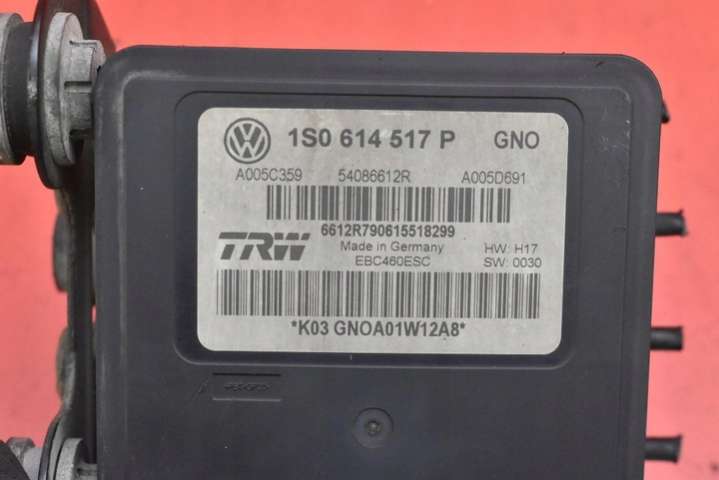 1S0 614 517 P GNO
A005C359 54086612R A005D691
6612R790615518299
TRW Made in Germany HW: H17
EBC460ESC SW: 0030
*K03 GNOA01W12A8*